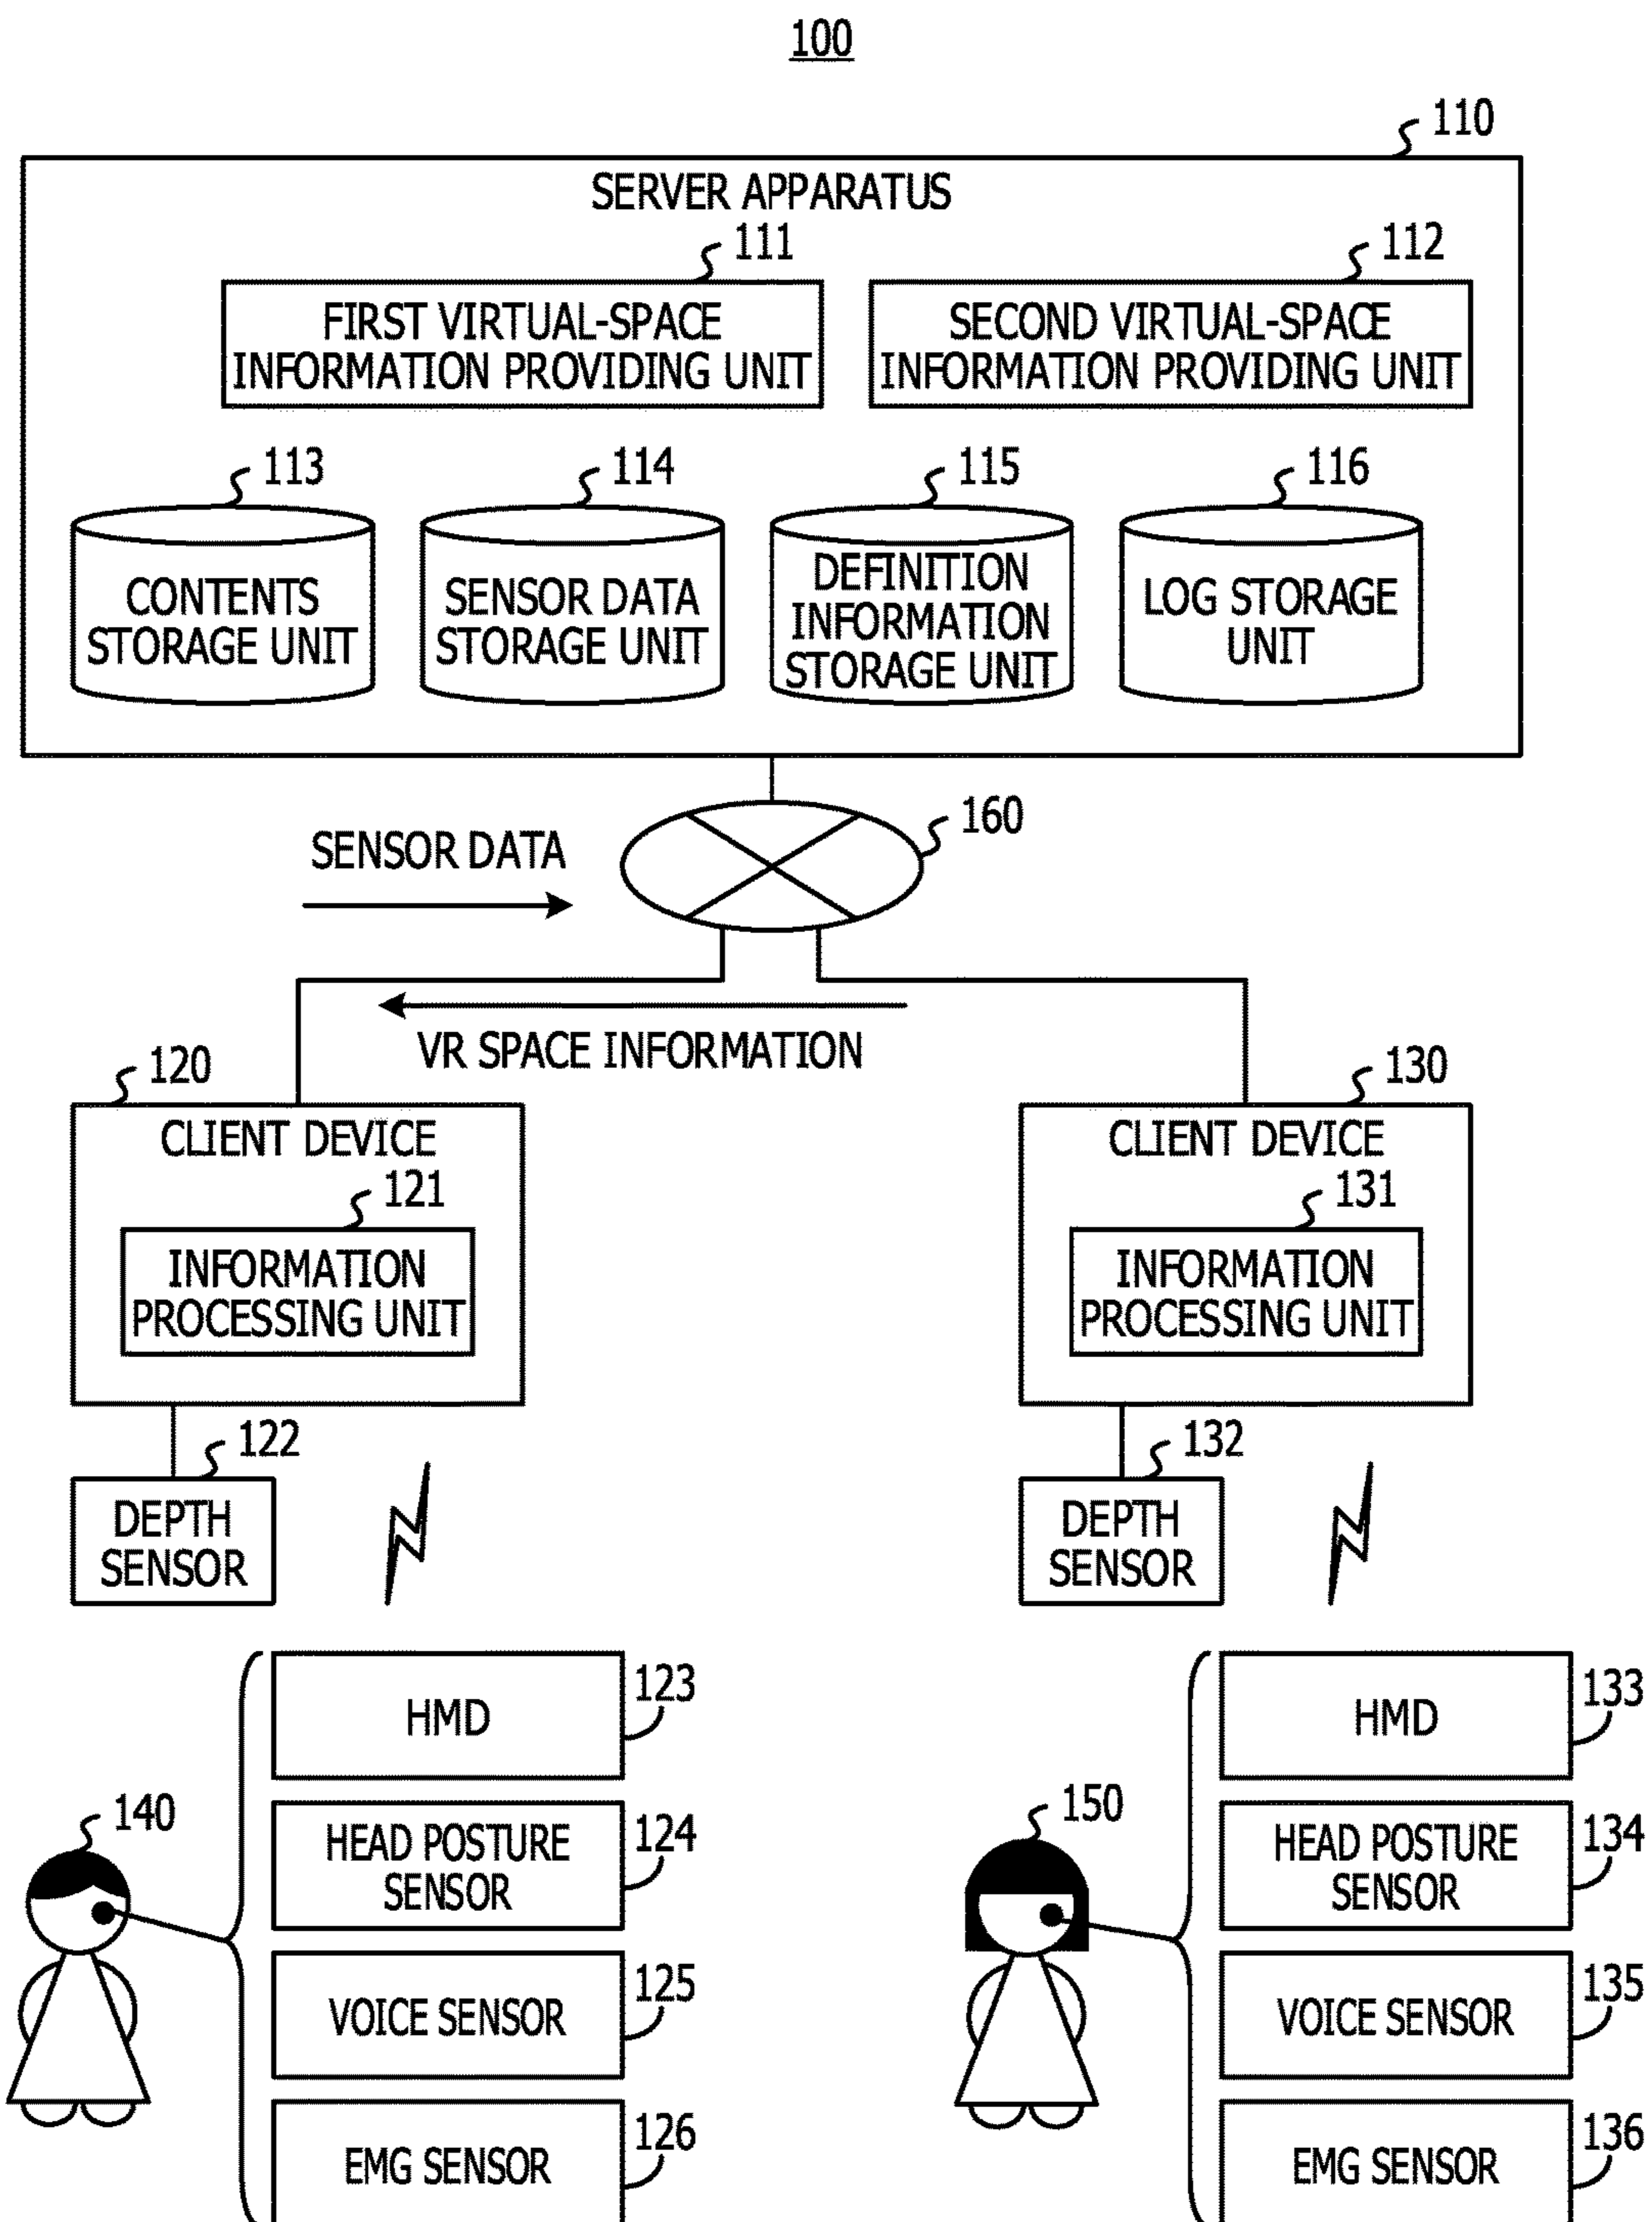 100
110
SERVER APPARATUS
111
112
FIRST VIRTUAL-SPACE
INFORMATION PROVIDING UNIT
SECOND VIRTUAL-SPACE
INFORMATION PROVIDING UNIT
113
114
115
116
CONTENTS
STORAGE UNIT
SENSOR DATA
STORAGE UNIT
DEFINITION
INFORMATION
STORAGE UNIT
LOG STORAGE
UNIT
160
SENSOR DATA
VR SPACE INFORMATION
120
130
CLIENT DEVICE
CLIENT DEVICE
121
131
INFORMATION
PROCESSING UNIT
INFORMATION
PROCESSING UNIT
122
132
DEPTH
SENSOR
DEPTH
SENSOR
140
HMD
123
HEAD POSTURE
SENSOR
124
VOICE SENSOR
125
EMG SENSOR
126
150
HMD
133
HEAD POSTURE
SENSOR
134
VOICE SENSOR
135
EMG SENSOR
136